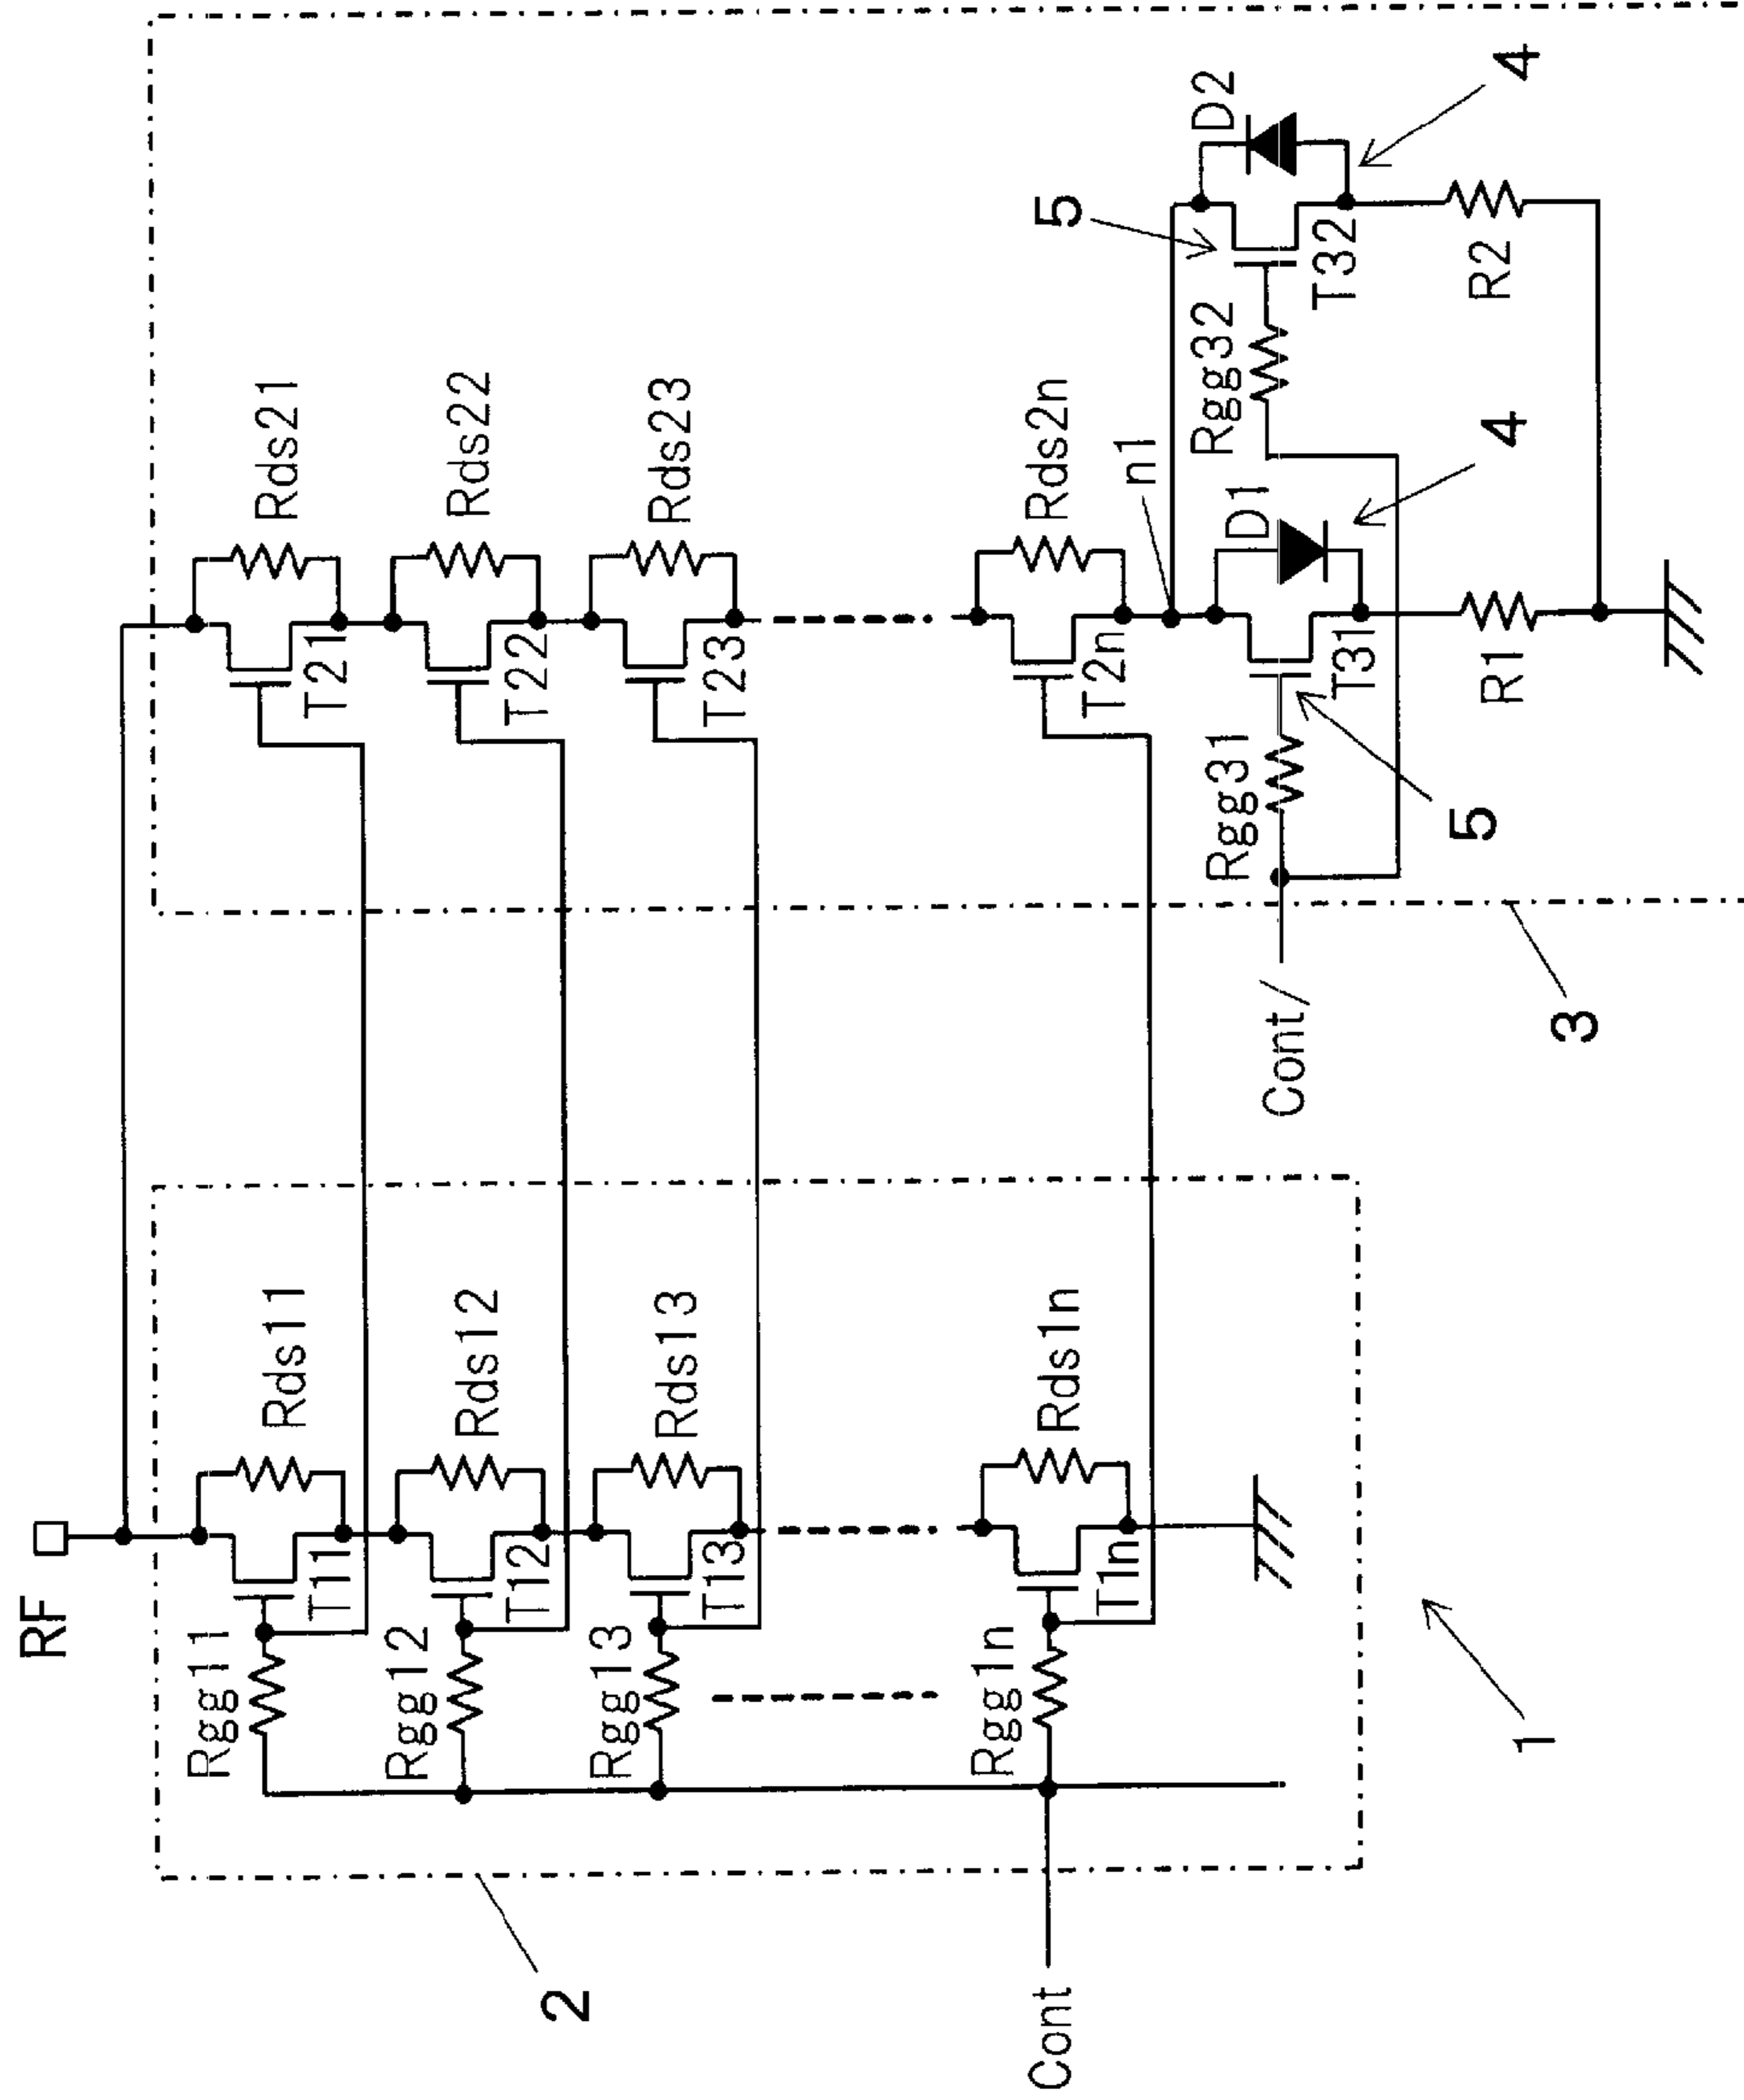 RF
Rds21
T21
Rds22
T22
Rds23
T23
Rds2n
T2n
n1
D1
D2
4
4
5
5
Rgg32
T32
R2
Rgg31
T31
R1
Cont/
3
Rds11
T11
Rgg11
Rds12
T12
Rgg12
Rds13
T13
Rgg13
Rds1n
T1n
Rgg1n
Cont
2
1